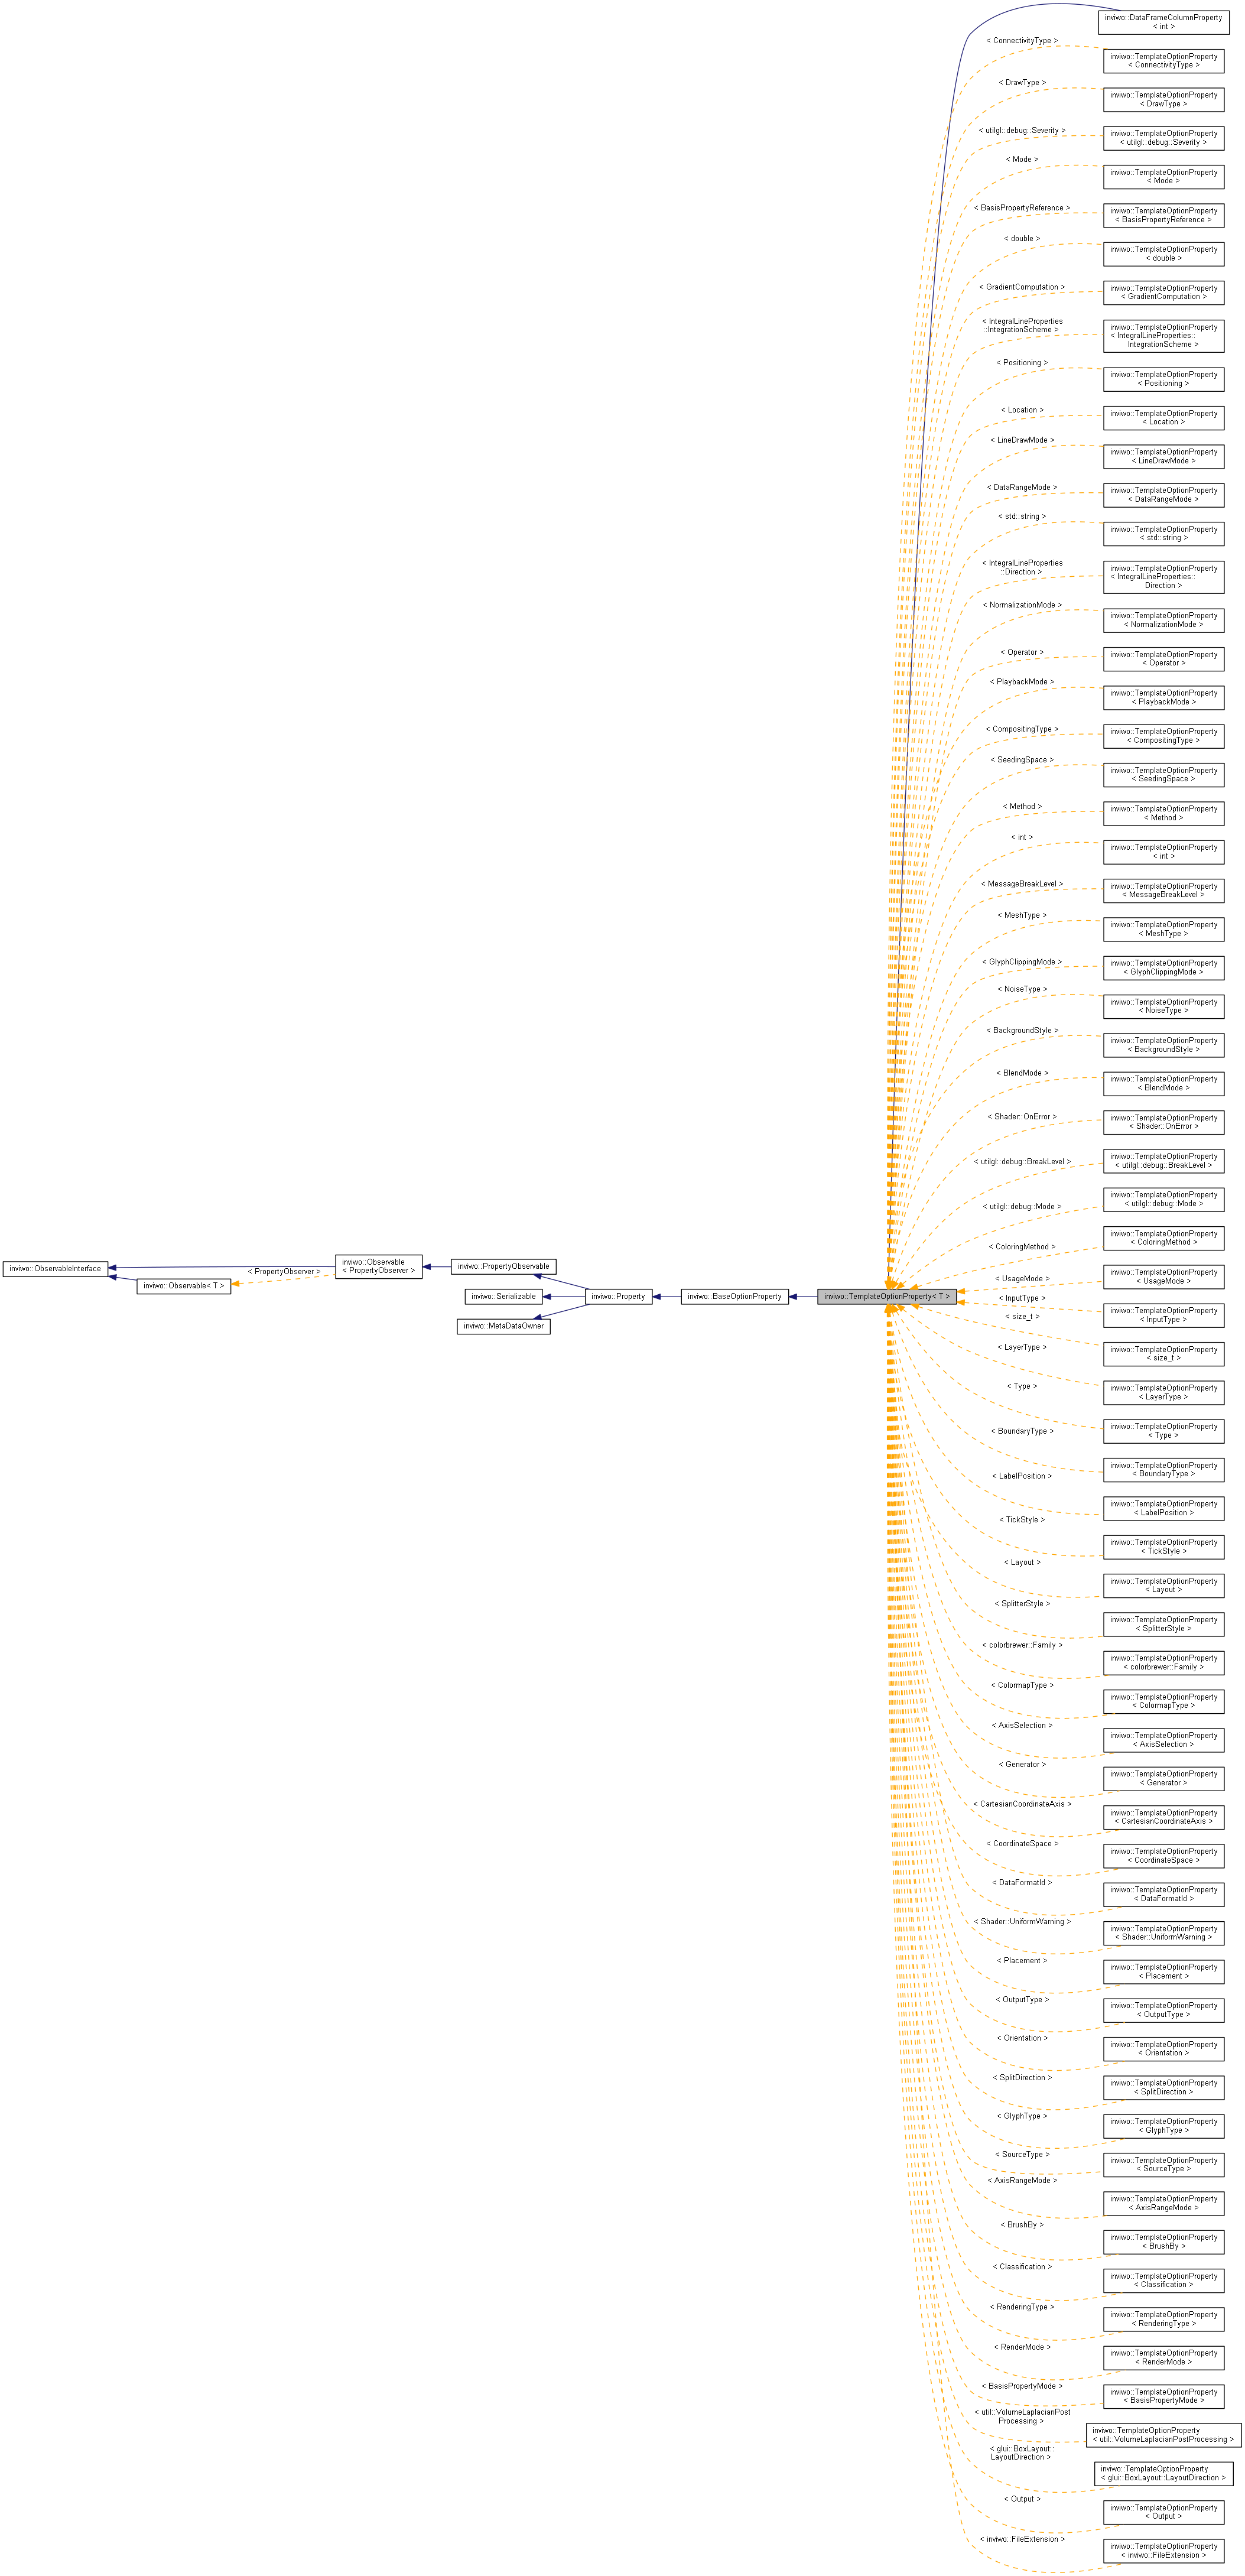 inviwo::ObservableInterface
inviwo::Observable< T >
< PropertyObserver >
inviwo::Observable
< PropertyObserver >
inviwo::PropertyObservable
inviwo::Serializable
inviwo::MetaDataOwner
inviwo::Property
inviwo::BaseOptionProperty
inviwo::TemplateOptionProperty< T >
inviwo::DataFrameColumnProperty
< int >
< ConnectivityType >
inviwo::TemplateOptionProperty
< ConnectivityType >
< DrawType >
inviwo::TemplateOptionProperty
< DrawType >
< utilgl::debug::Severity >
inviwo::TemplateOptionProperty
< utilgl::debug::Severity >
< Mode >
inviwo::TemplateOptionProperty
< Mode >
< BasisPropertyReference >
inviwo::TemplateOptionProperty
< BasisPropertyReference >
< double >
inviwo::TemplateOptionProperty
< double >
< GradientComputation >
inviwo::TemplateOptionProperty
< GradientComputation >
< IntegralLineProperties
::IntegrationScheme >
inviwo::TemplateOptionProperty
< IntegralLineProperties::
IntegrationScheme >
< Positioning >
inviwo::TemplateOptionProperty
< Positioning >
< Location >
inviwo::TemplateOptionProperty
< Location >
< LineDrawMode >
inviwo::TemplateOptionProperty
< LineDrawMode >
< DataRangeMode >
inviwo::TemplateOptionProperty
< DataRangeMode >
< std::string >
inviwo::TemplateOptionProperty
< std::string >
< IntegralLineProperties
::Direction >
inviwo::TemplateOptionProperty
< IntegralLineProperties::
Direction >
< NormalizationMode >
inviwo::TemplateOptionProperty
< NormalizationMode >
< Operator >
inviwo::TemplateOptionProperty
< Operator >
< PlaybackMode >
inviwo::TemplateOptionProperty
< PlaybackMode >
< CompositingType >
inviwo::TemplateOptionProperty
< CompositingType >
< SeedingSpace >
inviwo::TemplateOptionProperty
< SeedingSpace >
< Method >
inviwo::TemplateOptionProperty
< Method >
< int >
inviwo::TemplateOptionProperty
< int >
< MessageBreakLevel >
inviwo::TemplateOptionProperty
< MessageBreakLevel >
< MeshType >
inviwo::TemplateOptionProperty
< MeshType >
< GlyphClippingMode >
inviwo::TemplateOptionProperty
< GlyphClippingMode >
< NoiseType >
inviwo::TemplateOptionProperty
< NoiseType >
< BackgroundStyle >
inviwo::TemplateOptionProperty
< BackgroundStyle >
< BlendMode >
inviwo::TemplateOptionProperty
< BlendMode >
< Shader::OnError >
inviwo::TemplateOptionProperty
< Shader::OnError >
< utilgl::debug::BreakLevel >
inviwo::TemplateOptionProperty
< utilgl::debug::BreakLevel >
< utilgl::debug::Mode >
inviwo::TemplateOptionProperty
< utilgl::debug::Mode >
< ColoringMethod >
inviwo::TemplateOptionProperty
< ColoringMethod >
< UsageMode >
inviwo::TemplateOptionProperty
< UsageMode >
< InputType >
inviwo::TemplateOptionProperty
< InputType >
< size_t >
inviwo::TemplateOptionProperty
< size_t >
< LayerType >
inviwo::TemplateOptionProperty
< LayerType >
< Type >
inviwo::TemplateOptionProperty
< Type >
< BoundaryType >
inviwo::TemplateOptionProperty
< BoundaryType >
< LabelPosition >
inviwo::TemplateOptionProperty
< LabelPosition >
< TickStyle >
inviwo::TemplateOptionProperty
< TickStyle >
< Layout >
inviwo::TemplateOptionProperty
< Layout >
< SplitterStyle >
inviwo::TemplateOptionProperty
< SplitterStyle >
< colorbrewer::Family >
inviwo::TemplateOptionProperty
< colorbrewer::Family >
< ColormapType >
inviwo::TemplateOptionProperty
< ColormapType >
< AxisSelection >
inviwo::TemplateOptionProperty
< AxisSelection >
< Generator >
inviwo::TemplateOptionProperty
< Generator >
< CartesianCoordinateAxis >
inviwo::TemplateOptionProperty
< CartesianCoordinateAxis >
< CoordinateSpace >
inviwo::TemplateOptionProperty
< CoordinateSpace >
< DataFormatId >
inviwo::TemplateOptionProperty
< DataFormatId >
< Shader::UniformWarning >
inviwo::TemplateOptionProperty
< Shader::UniformWarning >
< Placement >
inviwo::TemplateOptionProperty
< Placement >
< OutputType >
inviwo::TemplateOptionProperty
< OutputType >
< Orientation >
inviwo::TemplateOptionProperty
< Orientation >
< SplitDirection >
inviwo::TemplateOptionProperty
< SplitDirection >
< GlyphType >
inviwo::TemplateOptionProperty
< GlyphType >
< SourceType >
inviwo::TemplateOptionProperty
< SourceType >
< AxisRangeMode >
inviwo::TemplateOptionProperty
< AxisRangeMode >
< BrushBy >
inviwo::TemplateOptionProperty
< BrushBy >
< Classification >
inviwo::TemplateOptionProperty
< Classification >
< RenderingType >
inviwo::TemplateOptionProperty
< RenderingType >
< RenderMode >
inviwo::TemplateOptionProperty
< RenderMode >
< BasisPropertyMode >
inviwo::TemplateOptionProperty
< BasisPropertyMode >
< util::VolumeLaplacianPost
Processing >
inviwo::TemplateOptionProperty
< util::VolumeLaplacianPostProcessing >
< glui::BoxLayout::
LayoutDirection >
inviwo::TemplateOptionProperty
< glui::BoxLayout::LayoutDirection >
< Output >
inviwo::TemplateOptionProperty
< Output >
< inviwo::FileExtension >
inviwo::TemplateOptionProperty
< inviwo::FileExtension >